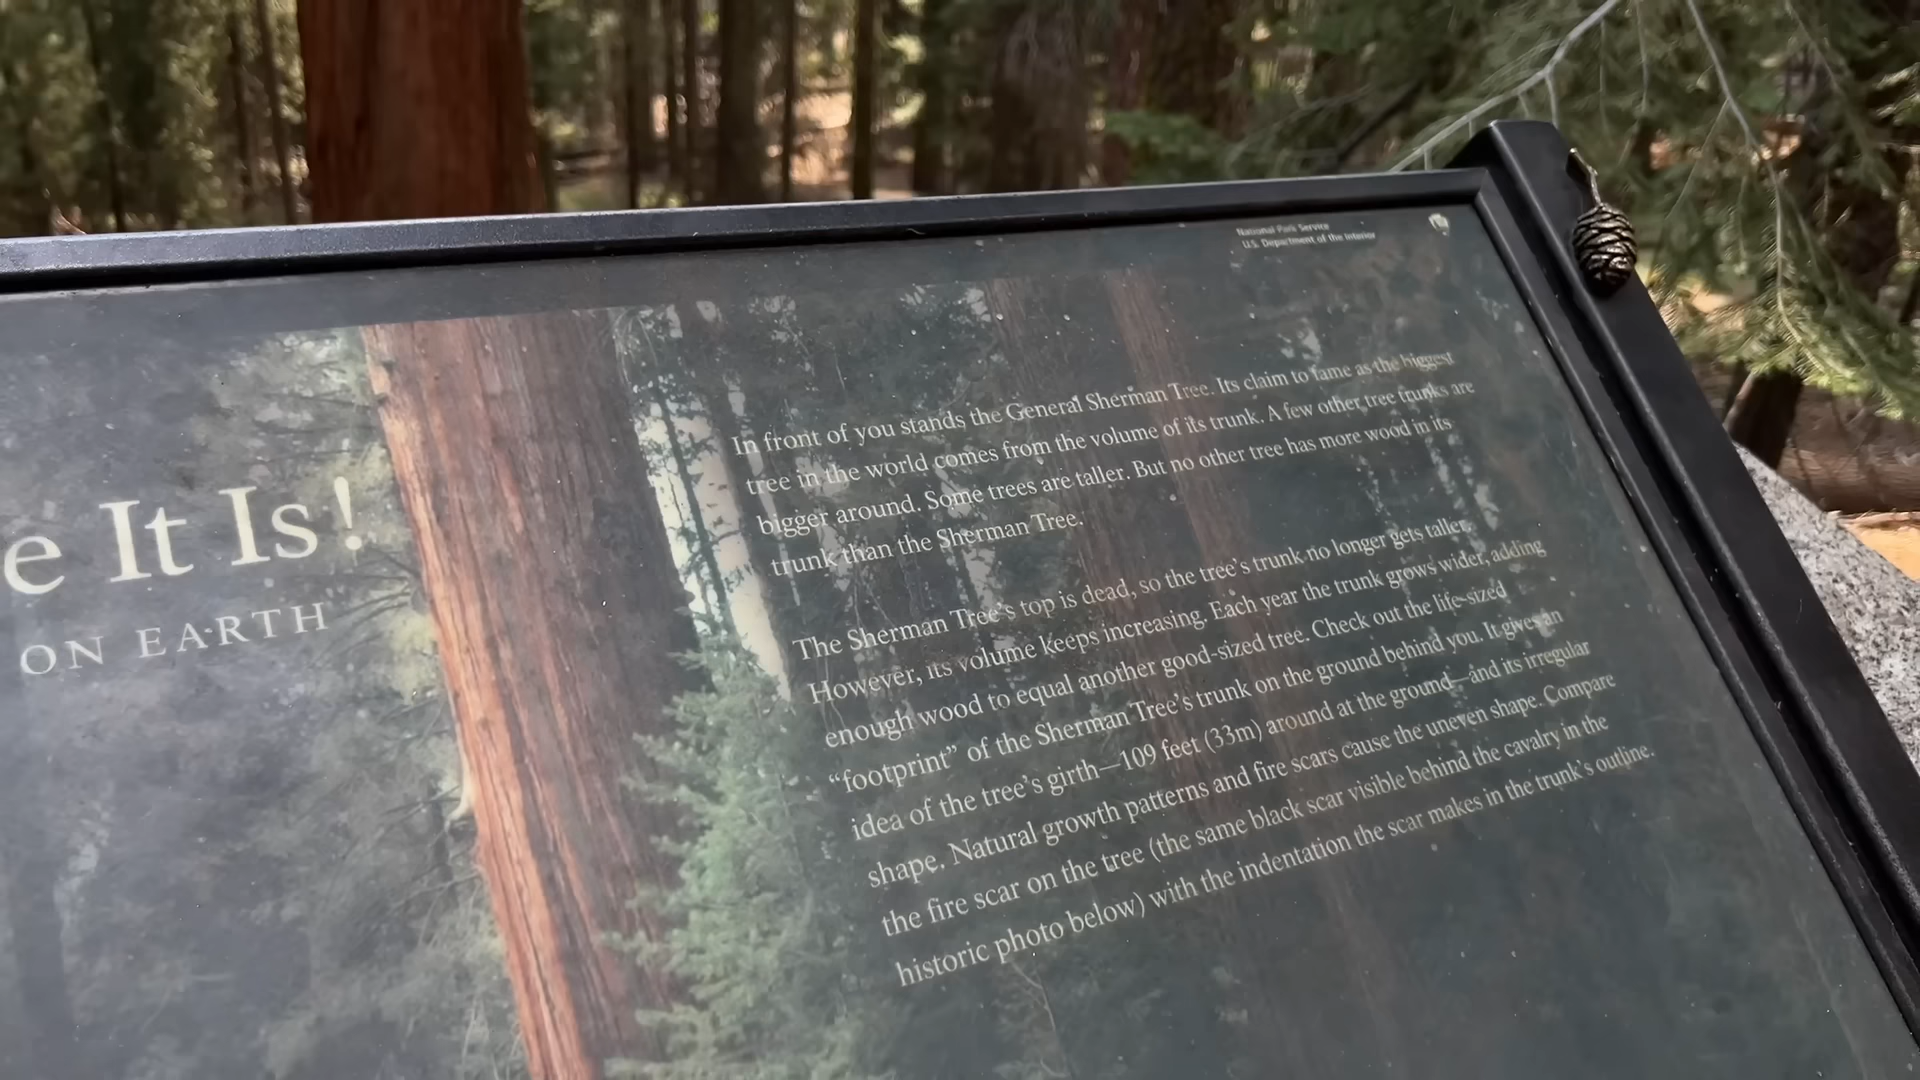 National Park Service
U.S. Department of the Interior
e It Is!
ON EARTH
In front of you stands the General Sherman Tree. Its claim to fame as the biggest
tree in the world comes from the volume of its trunk. A few other tree trunks are
bigger around. Some trees are taller. But no other tree has more wood in its
trunk than the Sherman Tree.
The Sherman Tree's top is dead, so the tree's trunk no longer gets taller.
However, its volume keeps increasing. Each year the trunk grows wider, adding
enough wood to equal another good-sized tree. Check out the life-sized
“footprint” of the Sherman Tree's trunk on the ground behind you. It gives an
idea of the tree's girth—109 feet (33m) around at the ground—and its irregular
shape. Natural growth patterns and fire scars cause the uneven shape. Compare
the fire scar on the tree (the same black scar visible behind the cavalry in the
historic photo below) with the indentation the scar makes in the trunk's outline.